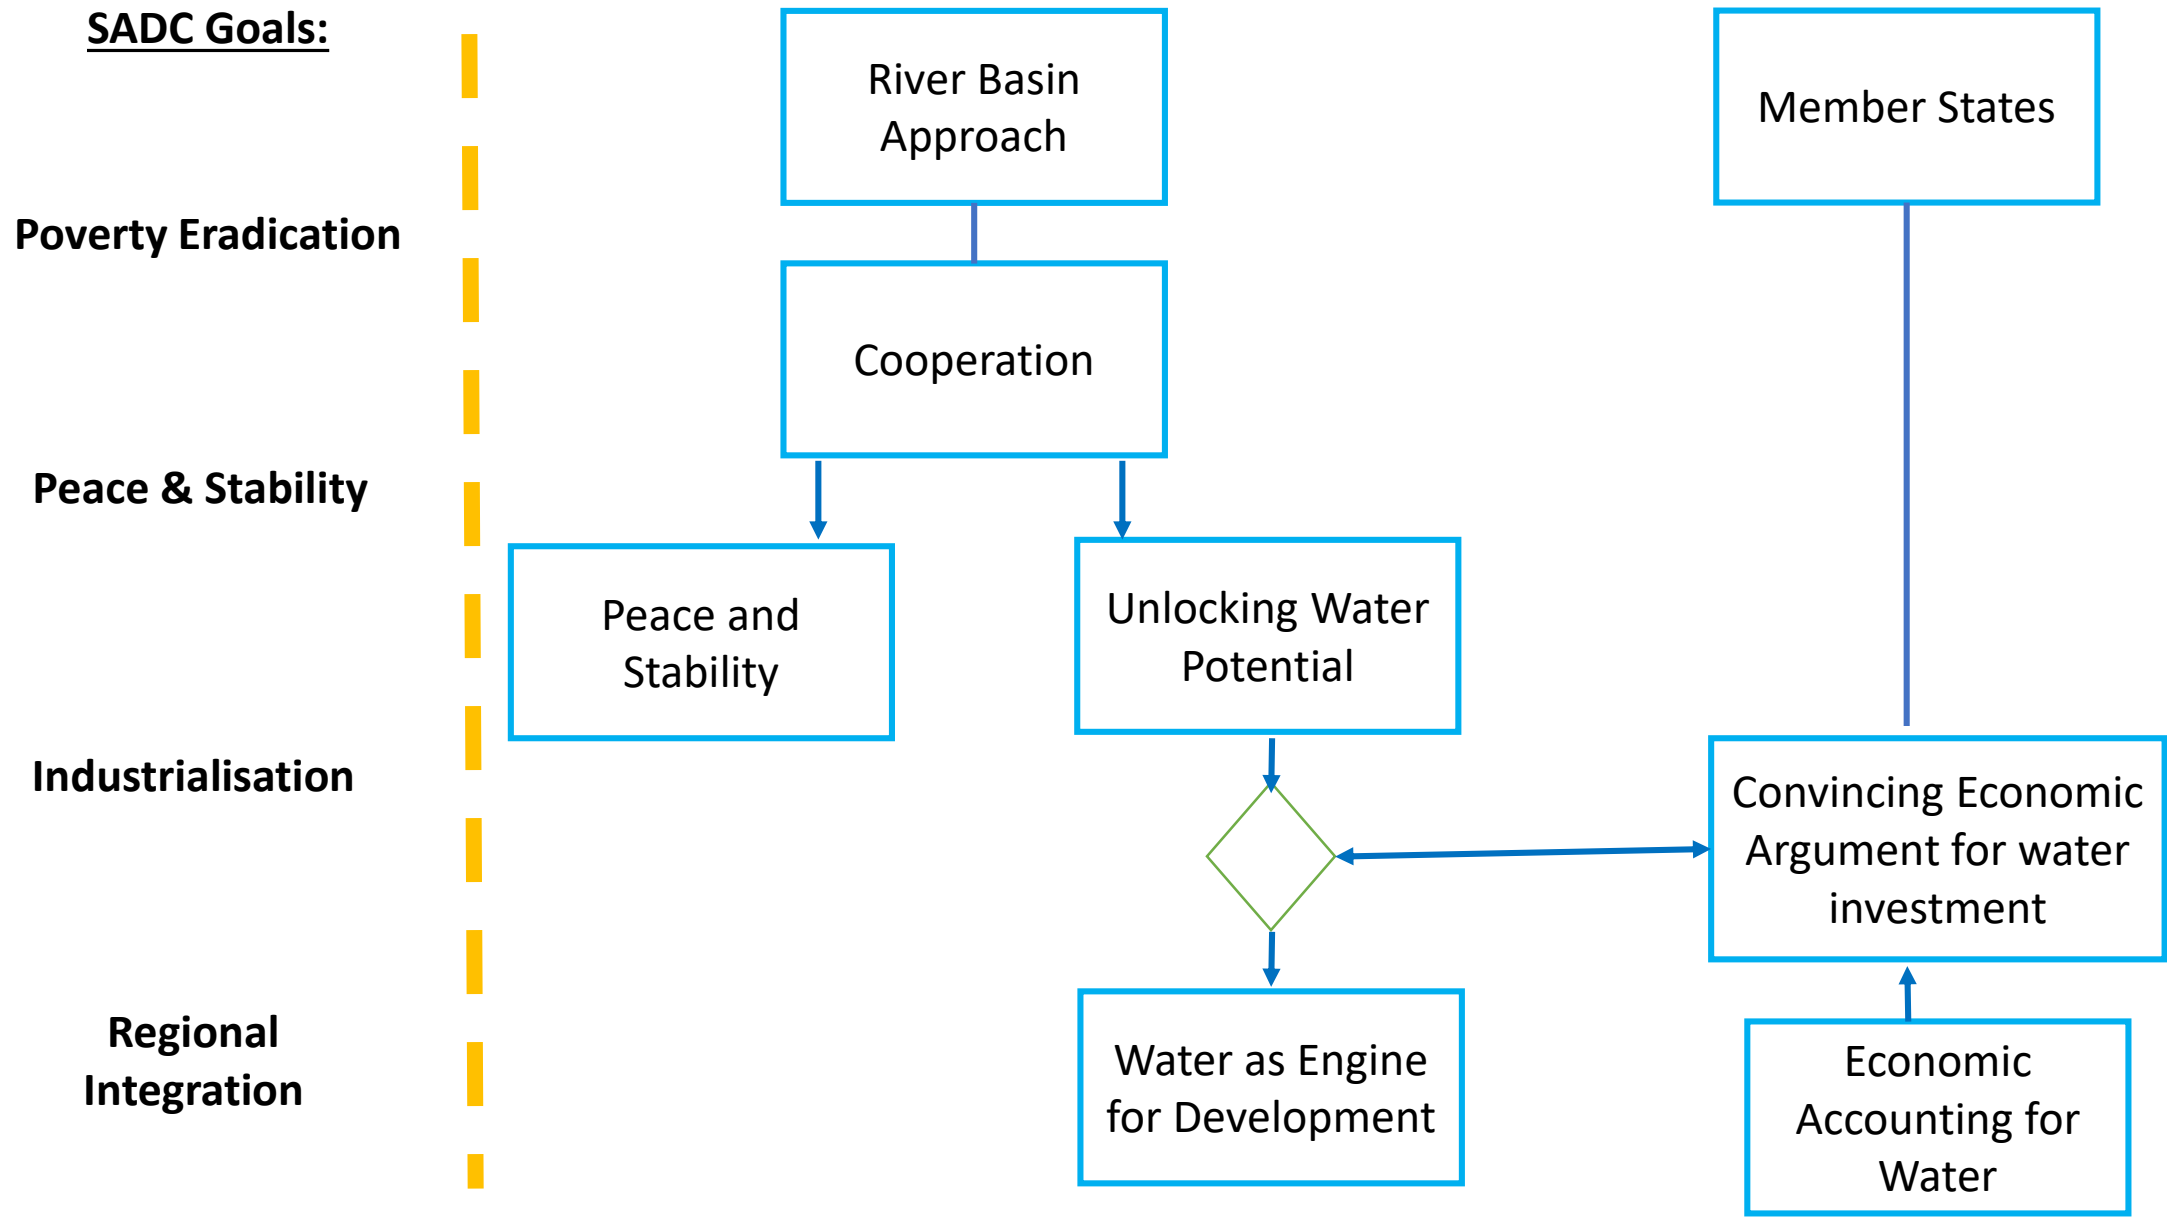 SADC Goals:
Poverty Eradication
Peace & Stability
Industrialisation
Regional
Integration
River Basin
Approach
Cooperation
Peace and
Stability
Unlocking Water
Potential
Water as Engine
for Development
Member States
Convincing Economic
Argument for water
investment
Economic
Accounting for
Water